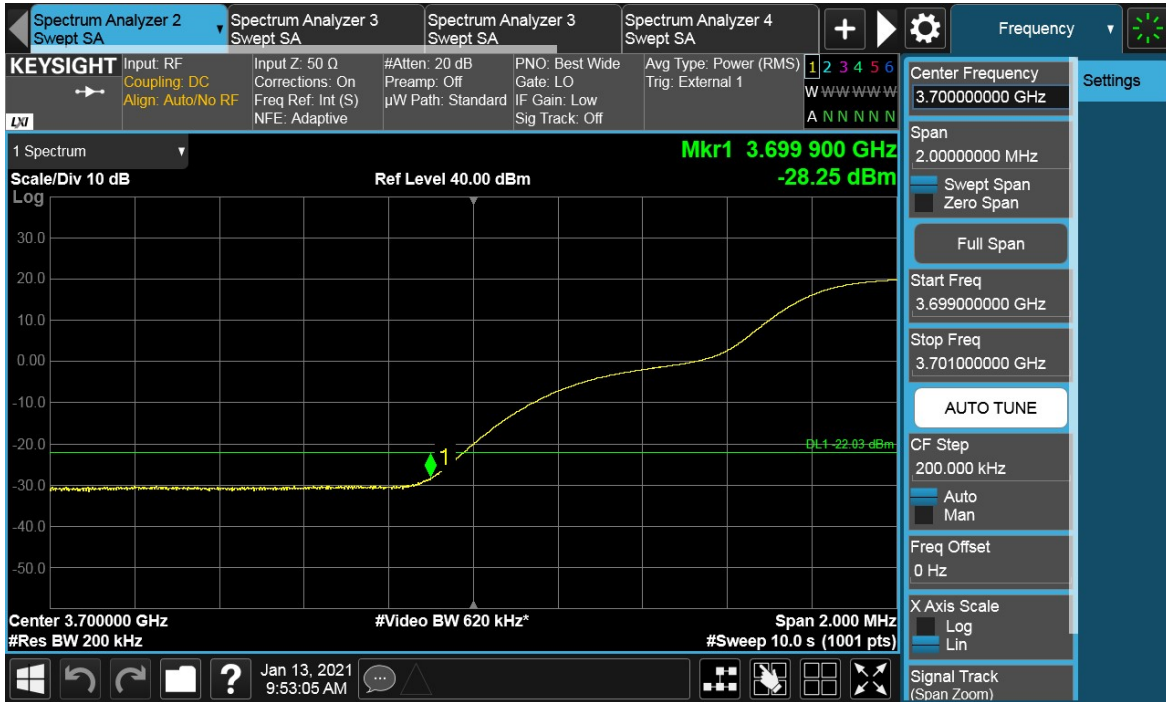 Spectrum Analyzer 2
Swept SA
Spectrum Analyzer 3
Swept SA
Spectrum Analyzer 3
Swept SA
Spectrum Analyzer 4
Swept SA
+
Frequency
KEYSIGHT
LXI
Input: RF
Coupling: DC
Align: Auto/No RF
Input Z: 50 Ω
Corrections: On
Freq Ref: Int (S)
NFE: Adaptive
#Atten: 20 dB
Preamp: Off
µW Path: Standard
PNO: Best Wide
Gate: LO
IF Gain: Low
Sig Track: Off
Avg Type: Power (RMS)
Trig: External 1
1 2 3 4 5 6
W W W W W W
A N N N N N
1 Spectrum
Scale/Div 10 dB
Log
Ref Level 40.00 dBm
Mkr1 3.699 900 GHz
-28.25 dBm
30.0
20.0
10.0
0.00
-10.0
-20.0
-30.0
-40.0
-50.0
1
DL1 -22.03 dBm
Center 3.700000 GHz
#Res BW 200 kHz
#Video BW 620 kHz*
Span 2.000 MHz
#Sweep 10.0 s (1001 pts)
?
Jan 13, 2021
9:53:05 AM
Center Frequency
3.700000000 GHz
Span
2.00000000 MHz
Swept Span
Zero Span
Full Span
Start Freq
3.699000000 GHz
Stop Freq
3.701000000 GHz
AUTO TUNE
CF Step
200.000 kHz
Auto
Man
Freq Offset
0 Hz
X Axis Scale
Log
Lin
Signal Track
(Span Zoom)
Settings